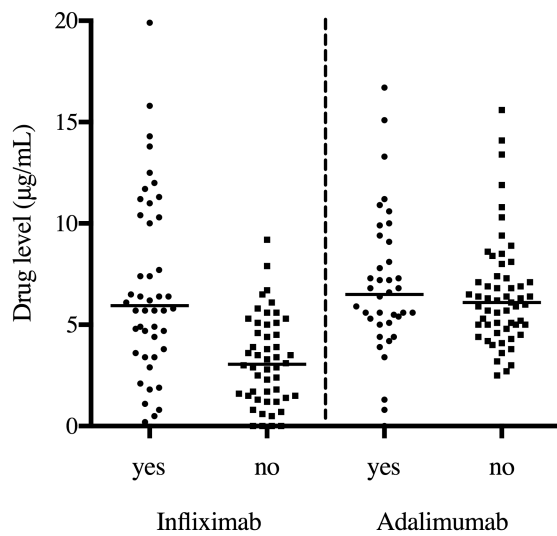 20
15
10
5
0
Drug level (µg/mL)
yes no yes no
Infliximab Adalimumab